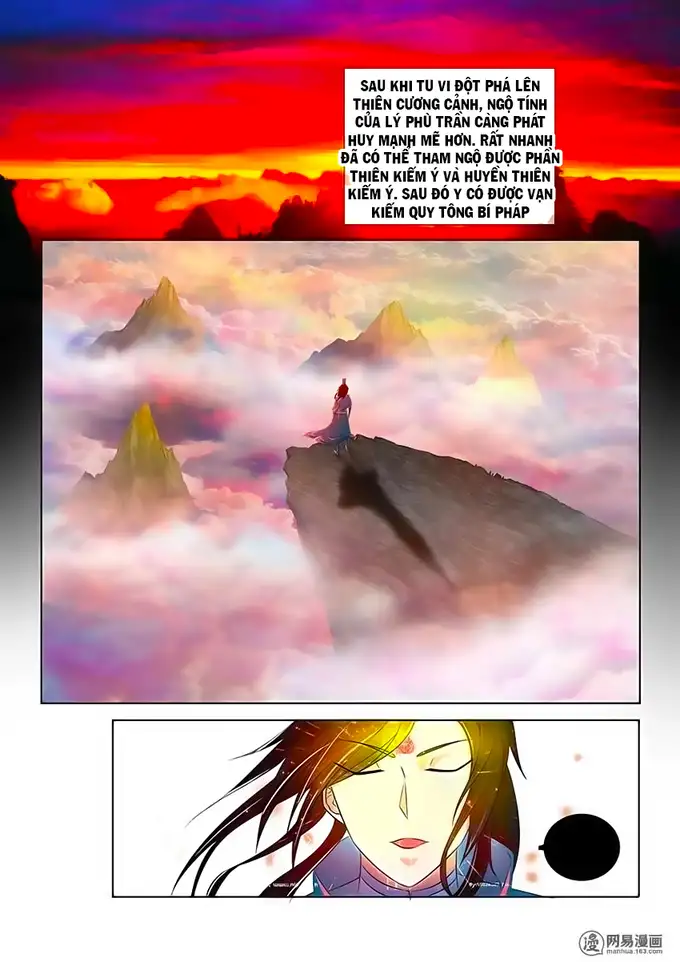 SAU KHI TU VI ĐỘT PHÁ LÊN
THIÊN CƯƠNG CẢNH, NGỘ TÍNH
CỦA LÝ PHÙ TRẦN CÀNG PHÁT
HUY MẠNH MẼ HƠN. RẤT NHANH
ĐÃ CÓ THỂ THAM NGỘ ĐƯỢC PHẦN
THIÊN KIẾM Ý VÀ HUYỀN THIÊN
KIẾM Ý. SAU ĐÓ Y CÓ ĐƯỢC VẠN
KIẾM QUY TÔNG BÍ PHÁP
网易漫画
manhua.163.com